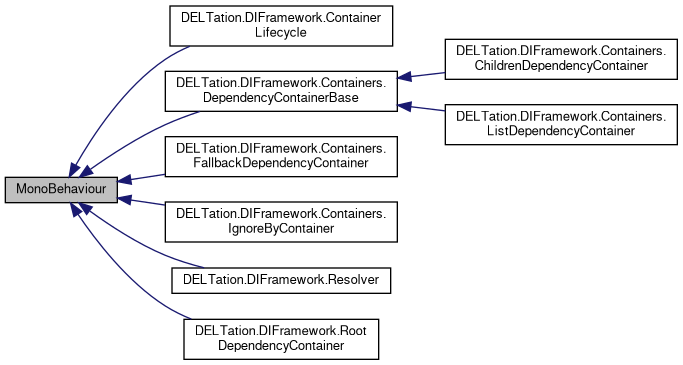 DELTation.DIFramework.Container
Lifecycle
DELTation.DIFramework.Containers.
DependencyContainerBase
DELTation.DIFramework.Containers.
ChildrenDependencyContainer
DELTation.DIFramework.Containers.
ListDependencyContainer
DELTation.DIFramework.Containers.
FallbackDependencyContainer
MonoBehaviour
DELTation.DIFramework.Containers.
IgnoreByContainer
DELTation.DIFramework.Resolver
DELTation.DIFramework.Root
DependencyContainer